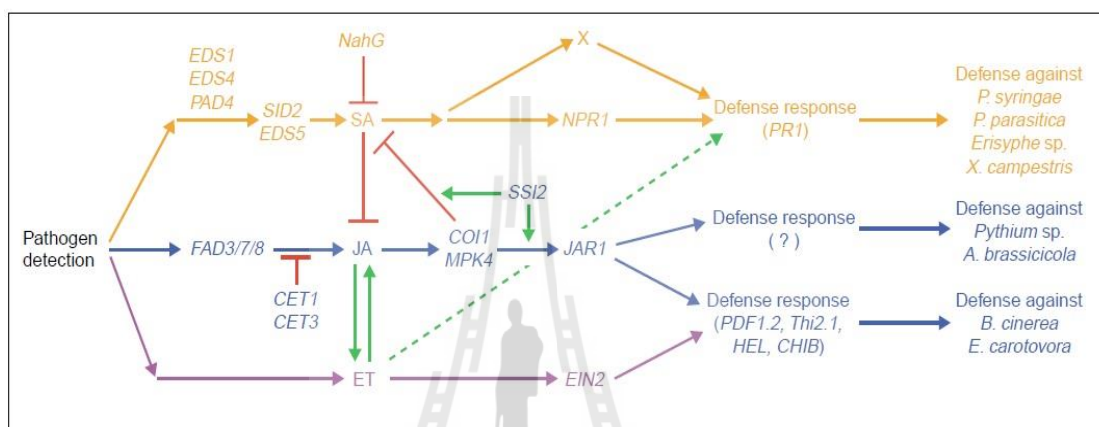 NahG
X
EDS1
EDS4
PAD4
SID2
EDS5
SA
NPR1
Defense response
(PR1)
Defense against
P. syringae
P. parasitica
Erisyphe sp.
X. campestris
SSI2
Pathogen
detection
FAD3/7/8
JA
COI1
MPK4
JAR1
Defense response
( ? )
Defense against
Pythium sp.
A. brassicicola
CET1
CET3
Defense response
(PDF1.2, Thi2.1,
HEL, CHIB)
Defense against
B. cinerea
E. carotovora
ET
EIN2